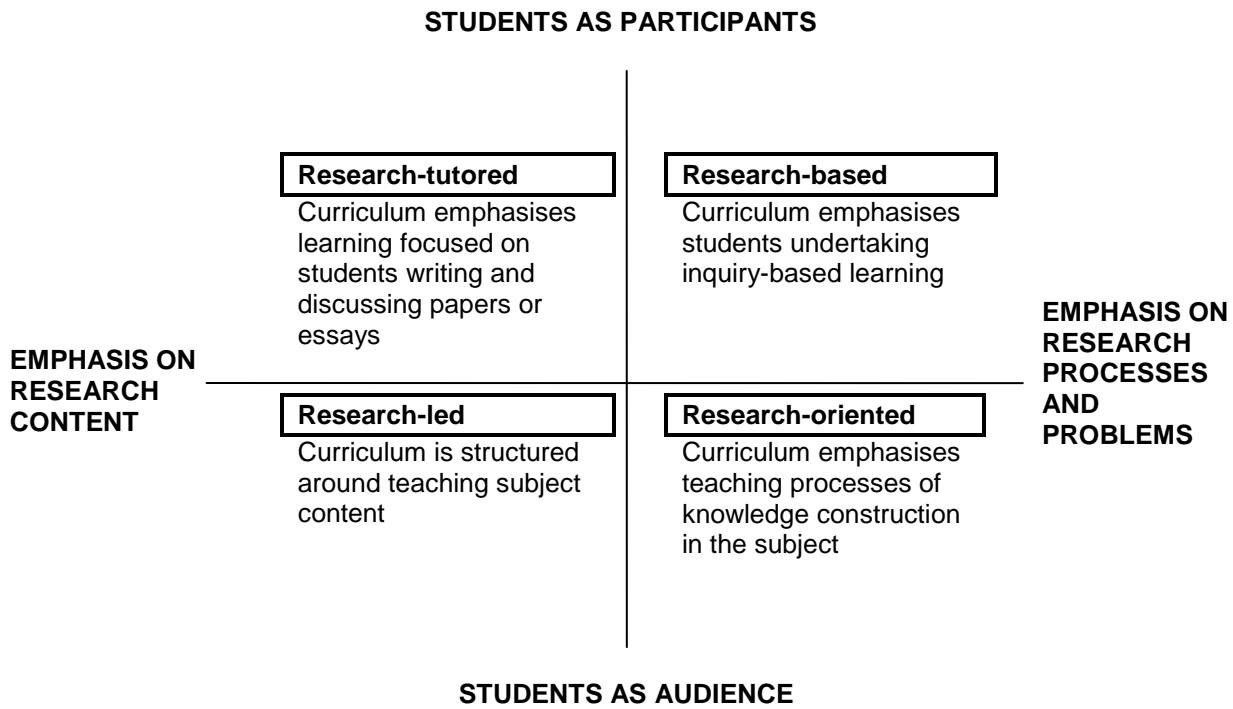 STUDENTS AS PARTICIPANTS
Research-tutored
Curriculum emphasises
learning focused on
students writing and
discussing papers or
essays
Research-based
Curriculum emphasises
students undertaking
inquiry-based learning
EMPHASIS ON
RESEARCH
CONTENT
EMPHASIS ON
RESEARCH
PROCESSES
AND
PROBLEMS
Research-led
Curriculum is structured
around teaching subject
content
Research-oriented
Curriculum emphasises
teaching processes of
knowledge construction
in the subject
STUDENTS AS AUDIENCE